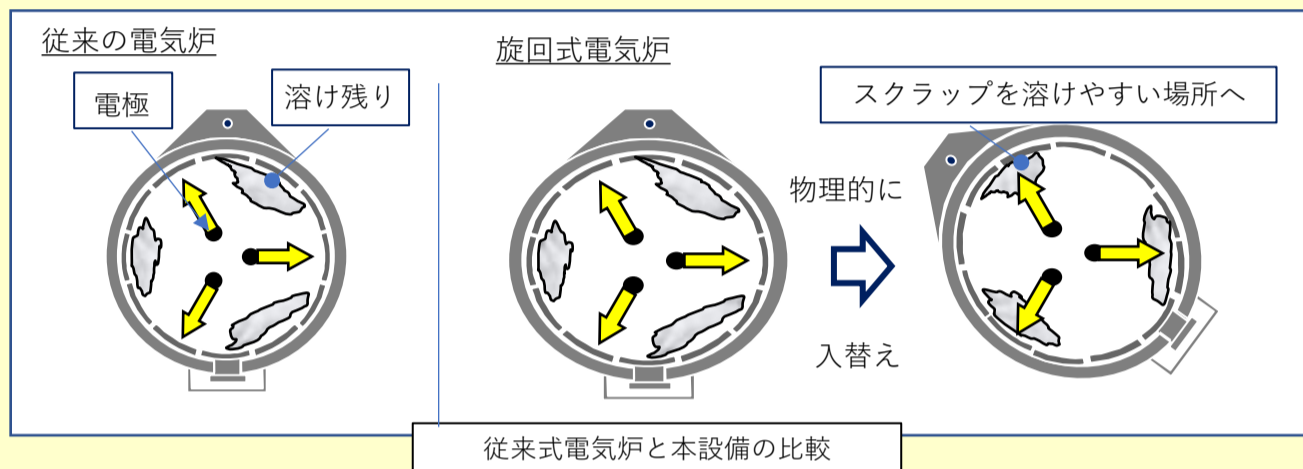 従来の電気炉
電極
溶け残り
旋回式電気炉
スクラップを溶けやすい場所へ
物理的に
入替え
従来式電気炉と本設備の比較